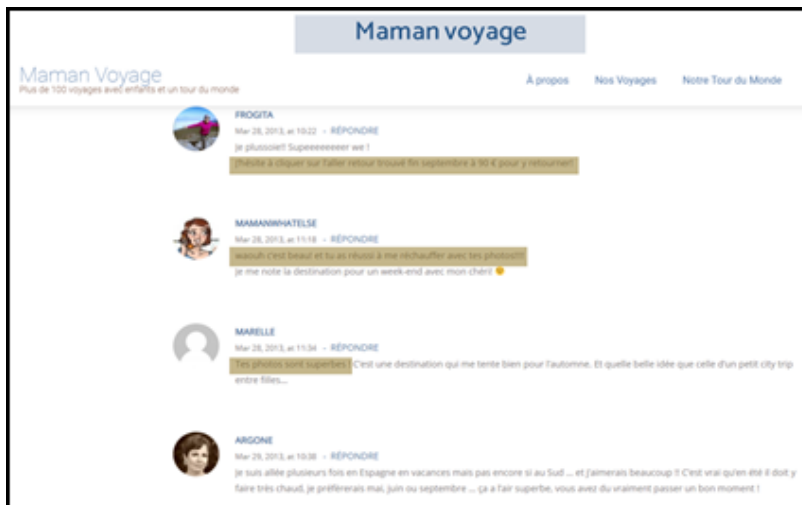 Maman voyage
Maman Voyage
Plus de 100 voyages avec enfants et un tour du monde
À propos Nos Voyages Notre Tour du Monde
FROGITA
Mar 28, 2013, at 10:22 - RÉPONDRE
Je plussoie!! Supeeeeeeeer we !
J'hésite à cliquer sur l'aller retour trouvé fin septembre à 90 € pour y retourner!
MAMANWHATELSE
Mar 28, 2013, at 11:18 - RÉPONDRE
waouh c'est beau! et tu as réussi à me réchauffer avec tes photos!!!!
Je me note la destination pour un week-end avec mon chéri! 
MARELLE
Mar 28, 2013, at 11:34 - RÉPONDRE
Tes photos sont superbes ! C'est une destination qui me tente bien pour l'automne. Et quelle belle idée que celle d'un petit city trip
entre filles...
ARGONE
Mar 29, 2013, at 10:38 - RÉPONDRE
Je suis allée plusieurs fois en Espagne en vacances mais pas encore si au Sud ... et j'aimerais beaucoup !! C'est vrai qu'en été il doit y
faire très chaud, je préfèrerais mai, juin ou septembre ... ça a l'air superbe, vous avez du vraiment passer un bon moment !